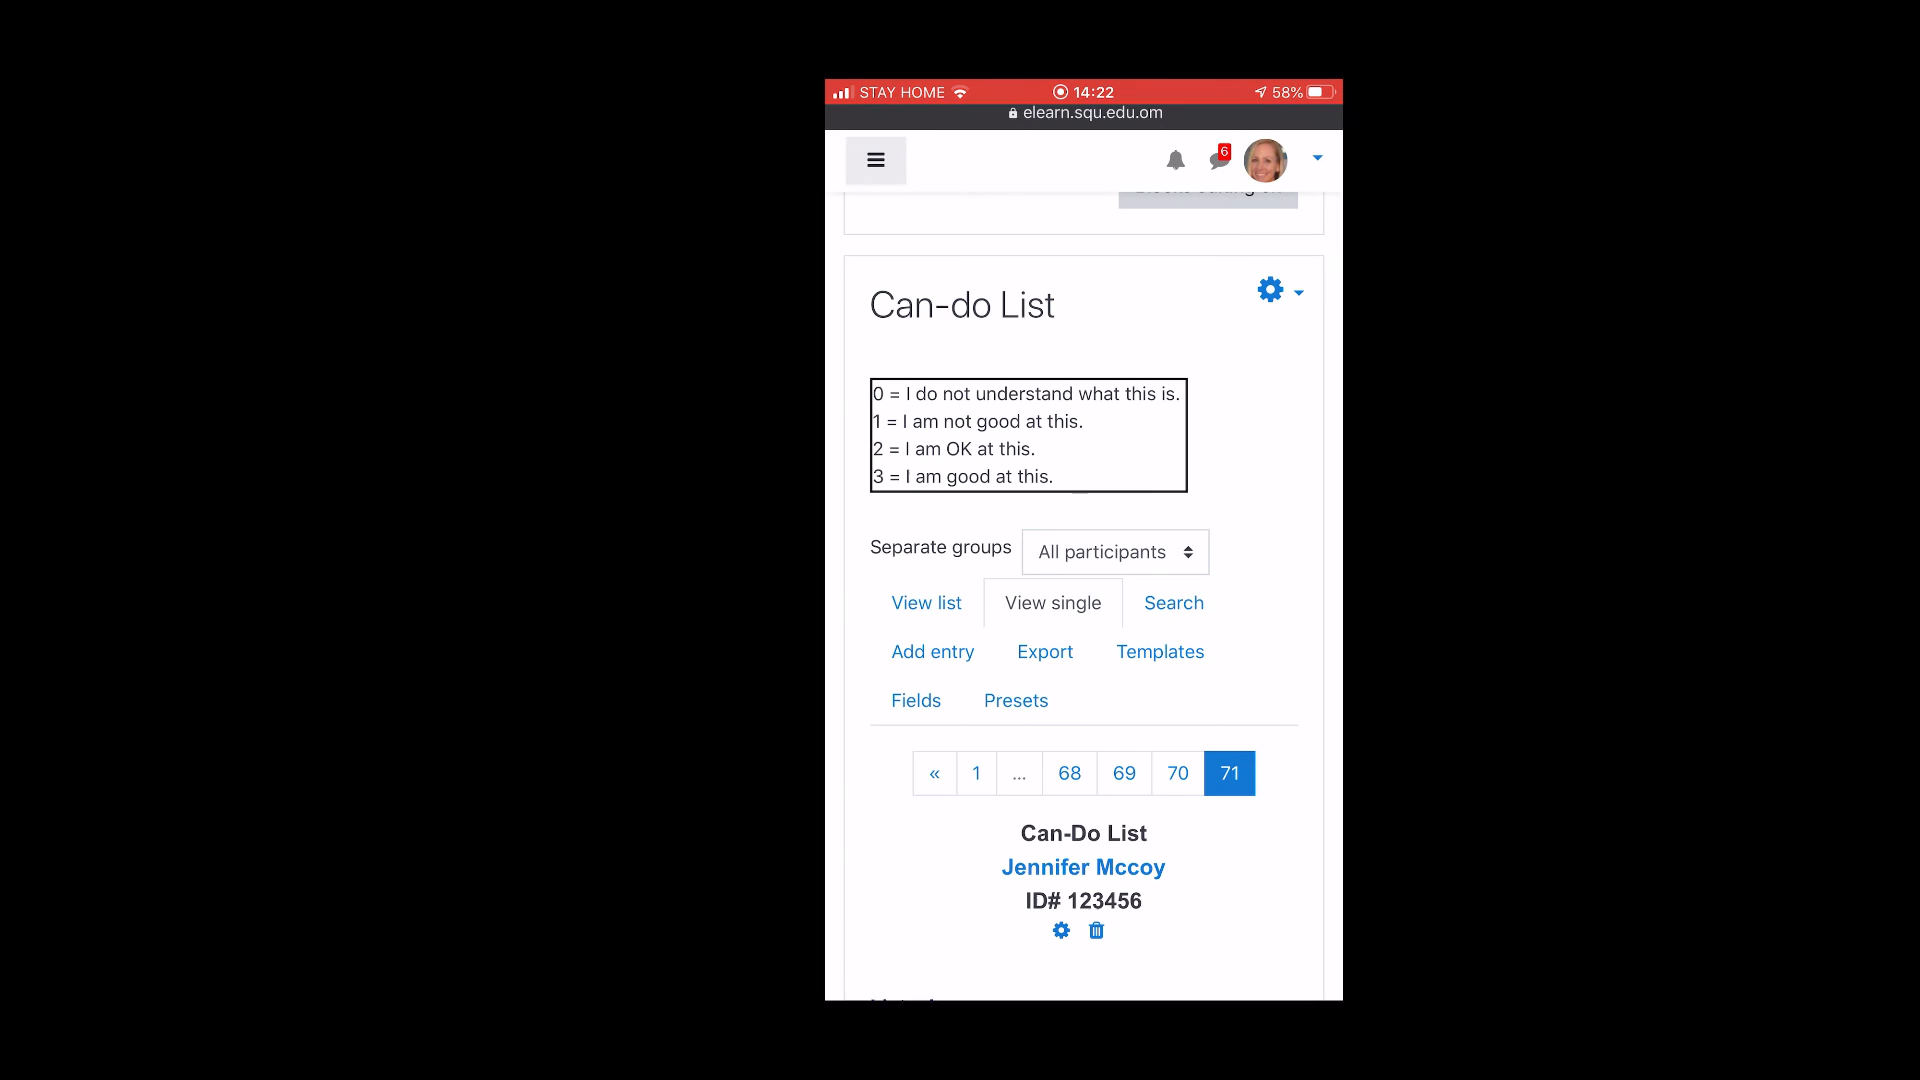 STAY HOME 14:22 58%
elearn.squ.edu.om
6
Can-do List
0 = I do not understand what this is.
1 = I am not good at this.
2 = I am OK at this.
3 = I am good at this.
Separate groups All participants
View list View single Search
Add entry Export Templates
Fields Presets
« 1 ... 68 69 70 71
Can-Do List
Jennifer Mccoy
ID# 123456